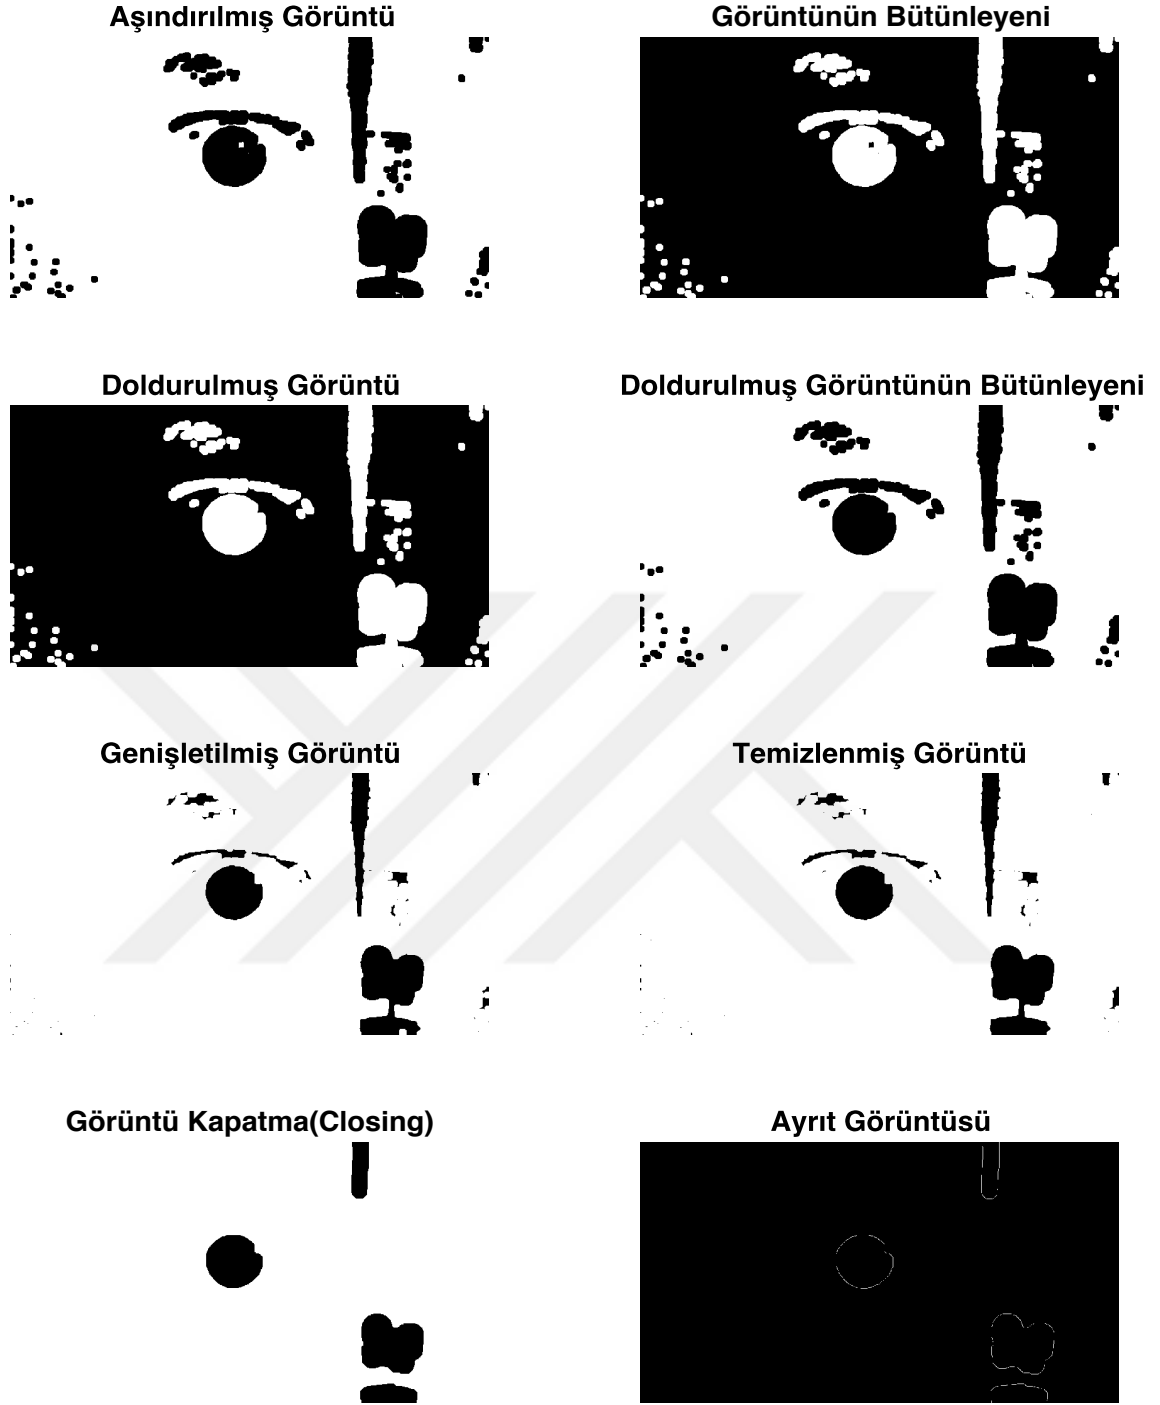 Aşındırılmış Görüntü
Görüntünün Bütünleyeni
Doldurulmuş Görüntü
Doldurulmuş Görüntünün Bütünleyeni
Genişletilmiş Görüntü
Temizlenmiş Görüntü
Görüntü Kapatma(Closing)
Ayrıt Görüntüsü